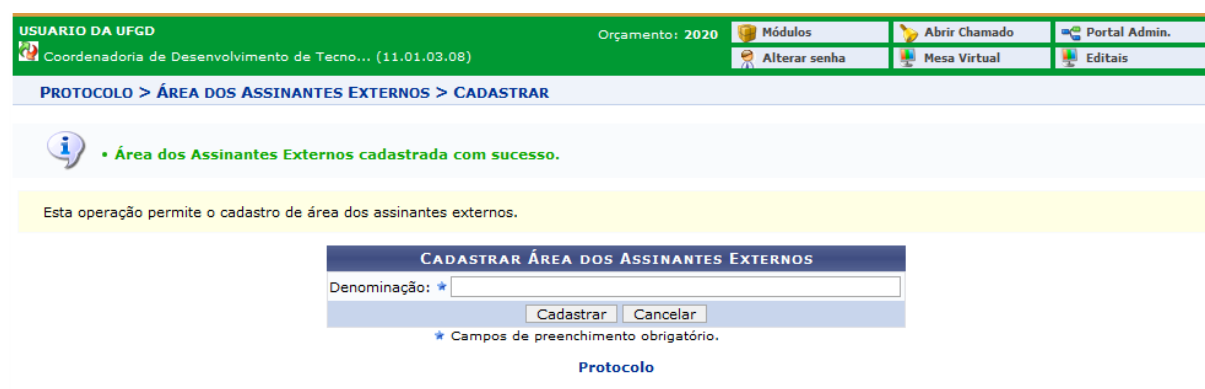 USUARIO DA UFGD
Orçamento: 2020
Módulos
Abrir Chamado
Portal Admin.
Coordenadoria de Desenvolvimento de Tecno... (11.01.03.08)
Alterar senha
Mesa Virtual
Editais
PROTOCOLO > ÁREA DOS ASSINANTES EXTERNOS > CADASTRAR
• Área dos Assinantes Externos cadastrada com sucesso.
Esta operação permite o cadastro de área dos assinantes externos.
CADASTRAR ÁREA DOS ASSINANTES EXTERNOS
Denominação:
Cadastrar Cancelar
Campos de preenchimento obrigatório.
Protocolo